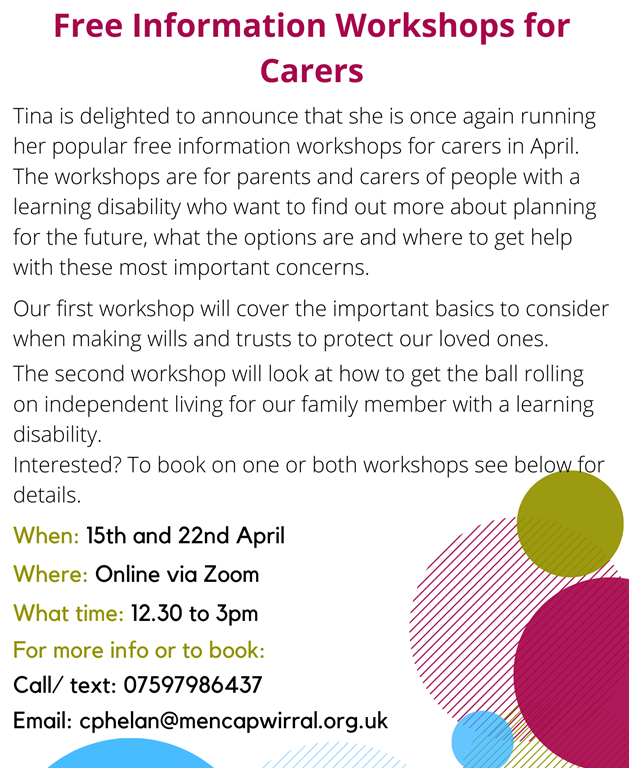 Free Information Workshops for
Carers
Tina is delighted to announce that she is once again running
her popular free information workshops for carers in April.
The workshops are for parents and carers of people with a
learning disability who want to find out more about planning
for the future, what the options are and where to get help
with these most important concerns.
Our first workshop will cover the important basics to consider
when making wills and trusts to protect our loved ones.
The second workshop will look at how to get the ball rolling
on independent living for our family member with a learning
disability.
Interested? To book on one or both workshops see below for
details.
When: 15th and 22nd April
Where: Online via Zoom
What time: 12.30 to 3pm
For more info or to book:
Call/ text: 07597986437
Email: cphelan@mencapwirral.org.uk